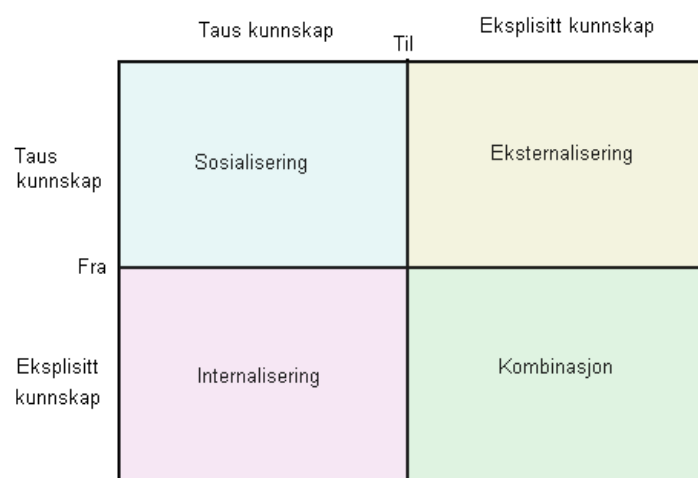 Taus kunnskap
Til
Eksplisitt kunnskap
Taus
kunnskap
Sosialisering
Eksternalisering
Fra
Eksplisitt
kunnskap
Internalisering
Kombinasjon